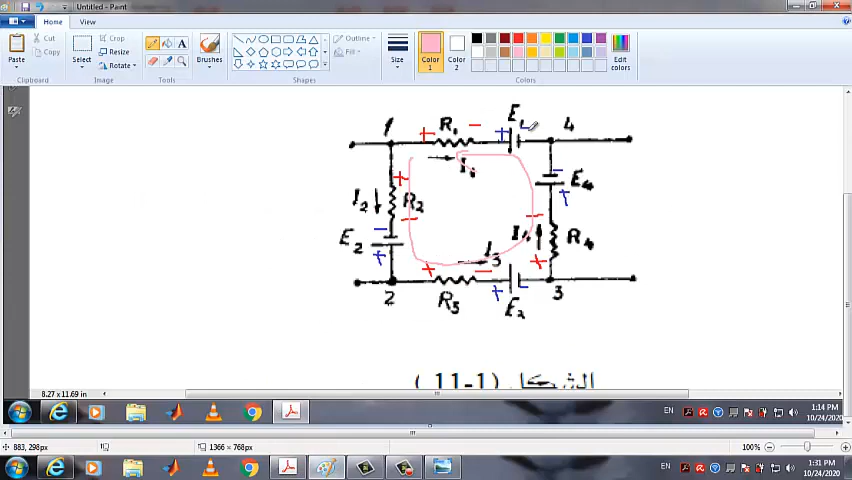 Untitled - Paint
Home View
Cut
Copy
Paste
Clipboard
Crop
Resize
Rotate
Select
Image
Tools
Brushes
Outline
Fill
Shapes
Size
Color 1
Color 2
Colors
Edit colors
1 + R₁ - + E₁ - 4
I₁
+ - E₄
I₂ R₂ +
- -
E₂ - I₄ R₄
+ I₃ +
+ - + -
2 R₃ E₃ 3
الشكل (1-11)
8.27 x 11.69 in
EN 1:14 PM
10/24/2020
883, 298px 1366 × 768px 100%
EN 1:31 PM
10/24/2020